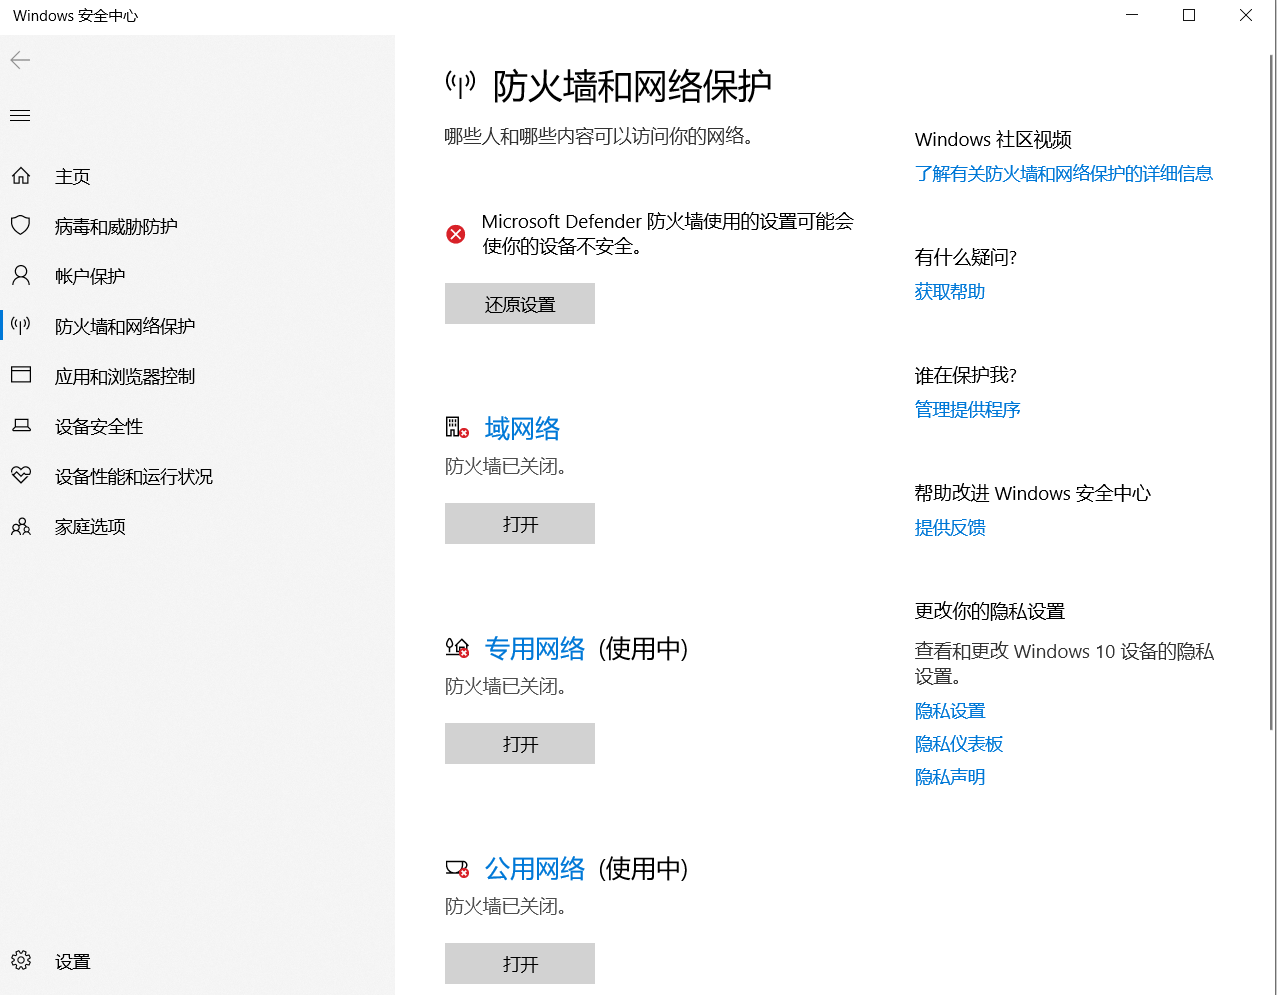 Windows 安全中心
主页
病毒和威胁防护
帐户保护
防火墙和网络保护
应用和浏览器控制
设备安全性
设备性能和运行状况
家庭选项
设置
防火墙和网络保护
哪些人和哪些内容可以访问你的网络。
Microsoft Defender 防火墙使用的设置可能会
使你的设备不安全。
还原设置
域网络
防火墙已关闭。
打开
专用网络 (使用中)
防火墙已关闭。
打开
公用网络 (使用中)
防火墙已关闭。
打开
Windows 社区视频
了解有关防火墙和网络保护的详细信息
有什么疑问?
获取帮助
谁在保护我?
管理提供程序
帮助改进 Windows 安全中心
提供反馈
更改你的隐私设置
查看和更改 Windows 10 设备的隐私
设置。
隐私设置
隐私仪表板
隐私声明